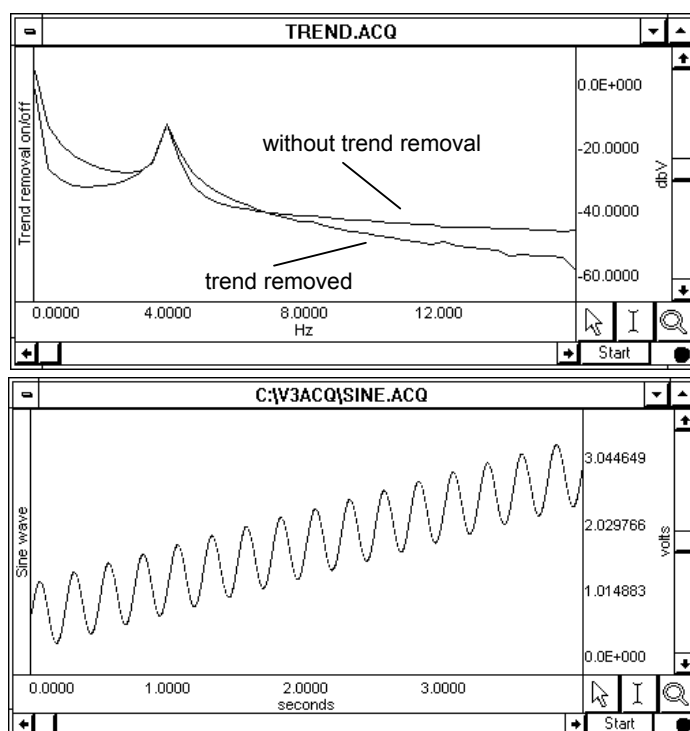 TREND.ACQ
Trend removal on/off
without trend removal
trend removed
0.0E+000
-20.0000
-40.0000
-60.0000
dbV
0.0000 4.0000 8.0000 12.000
Hz
Start
C:\V3ACQ\SINE.ACQ
Sine wave
3.044649
2.029766
1.014883
0.0E+000
volts
0.0000 1.0000 2.0000 3.0000
seconds
Start